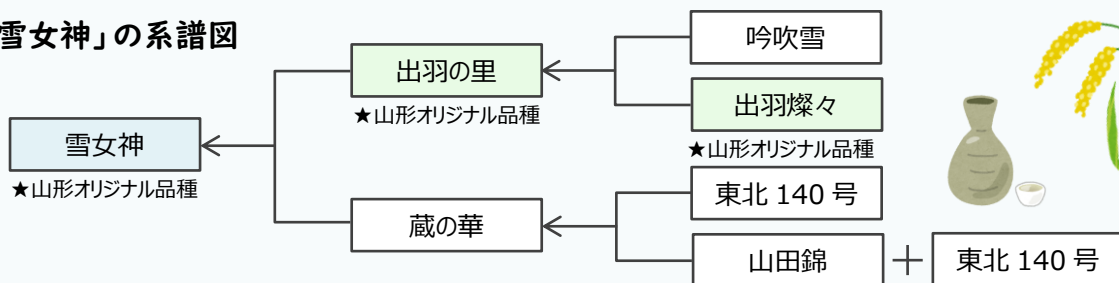 雪女神」の系譜図
吟吹雪
出羽の里
★山形オリジナル品種
出羽燦々
★山形オリジナル品種
雪女神
★山形オリジナル品種
東北 140 号
蔵の華
山田錦
＋
東北 140 号